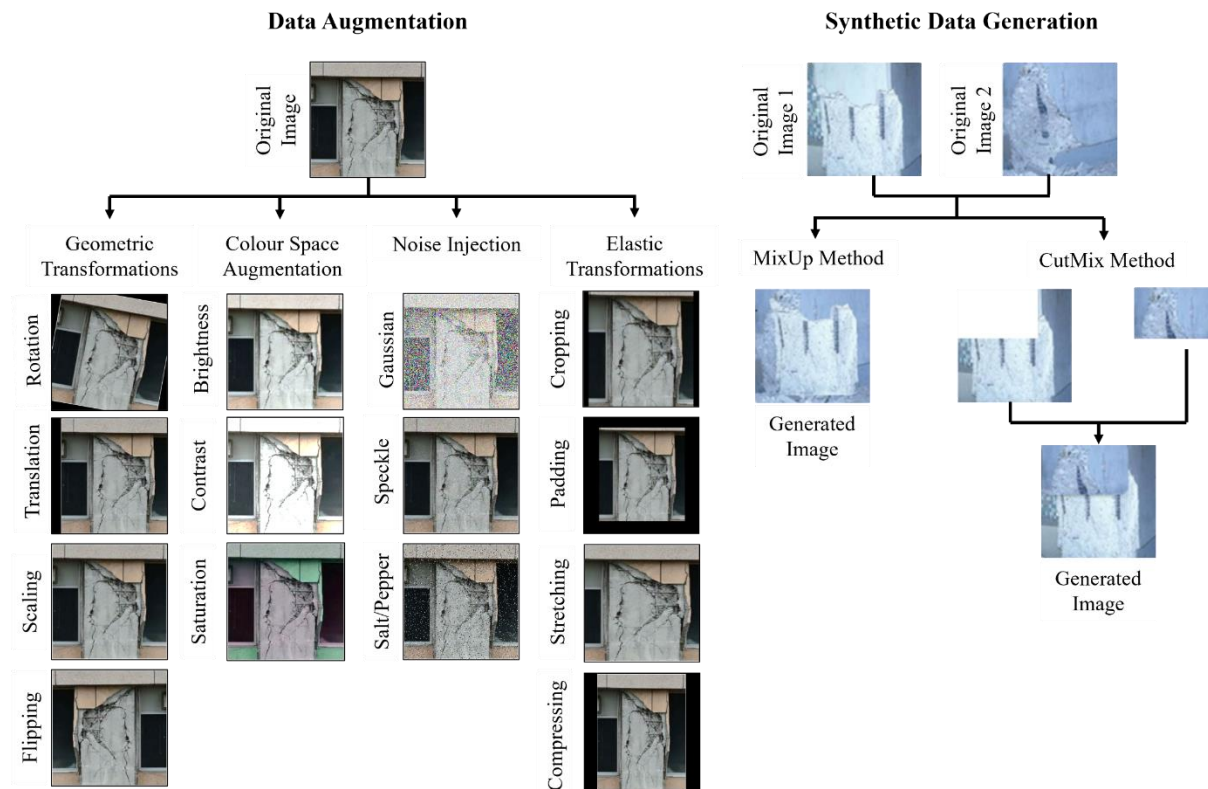 Data Augmentation
Original
Image
Geometric
Transformations
Colour Space
Augmentation
Noise Injection
Elastic
Transformations
Rotation
Brightness
Gaussian
Cropping
Translation
Contrast
Speckle
Padding
Scaling
Saturation
Salt/Pepper
Stretching
Flipping
Compressing
Synthetic Data Generation
Original
Image 1
Original
Image 2
MixUp Method
CutMix Method
Generated
Image
Generated
Image